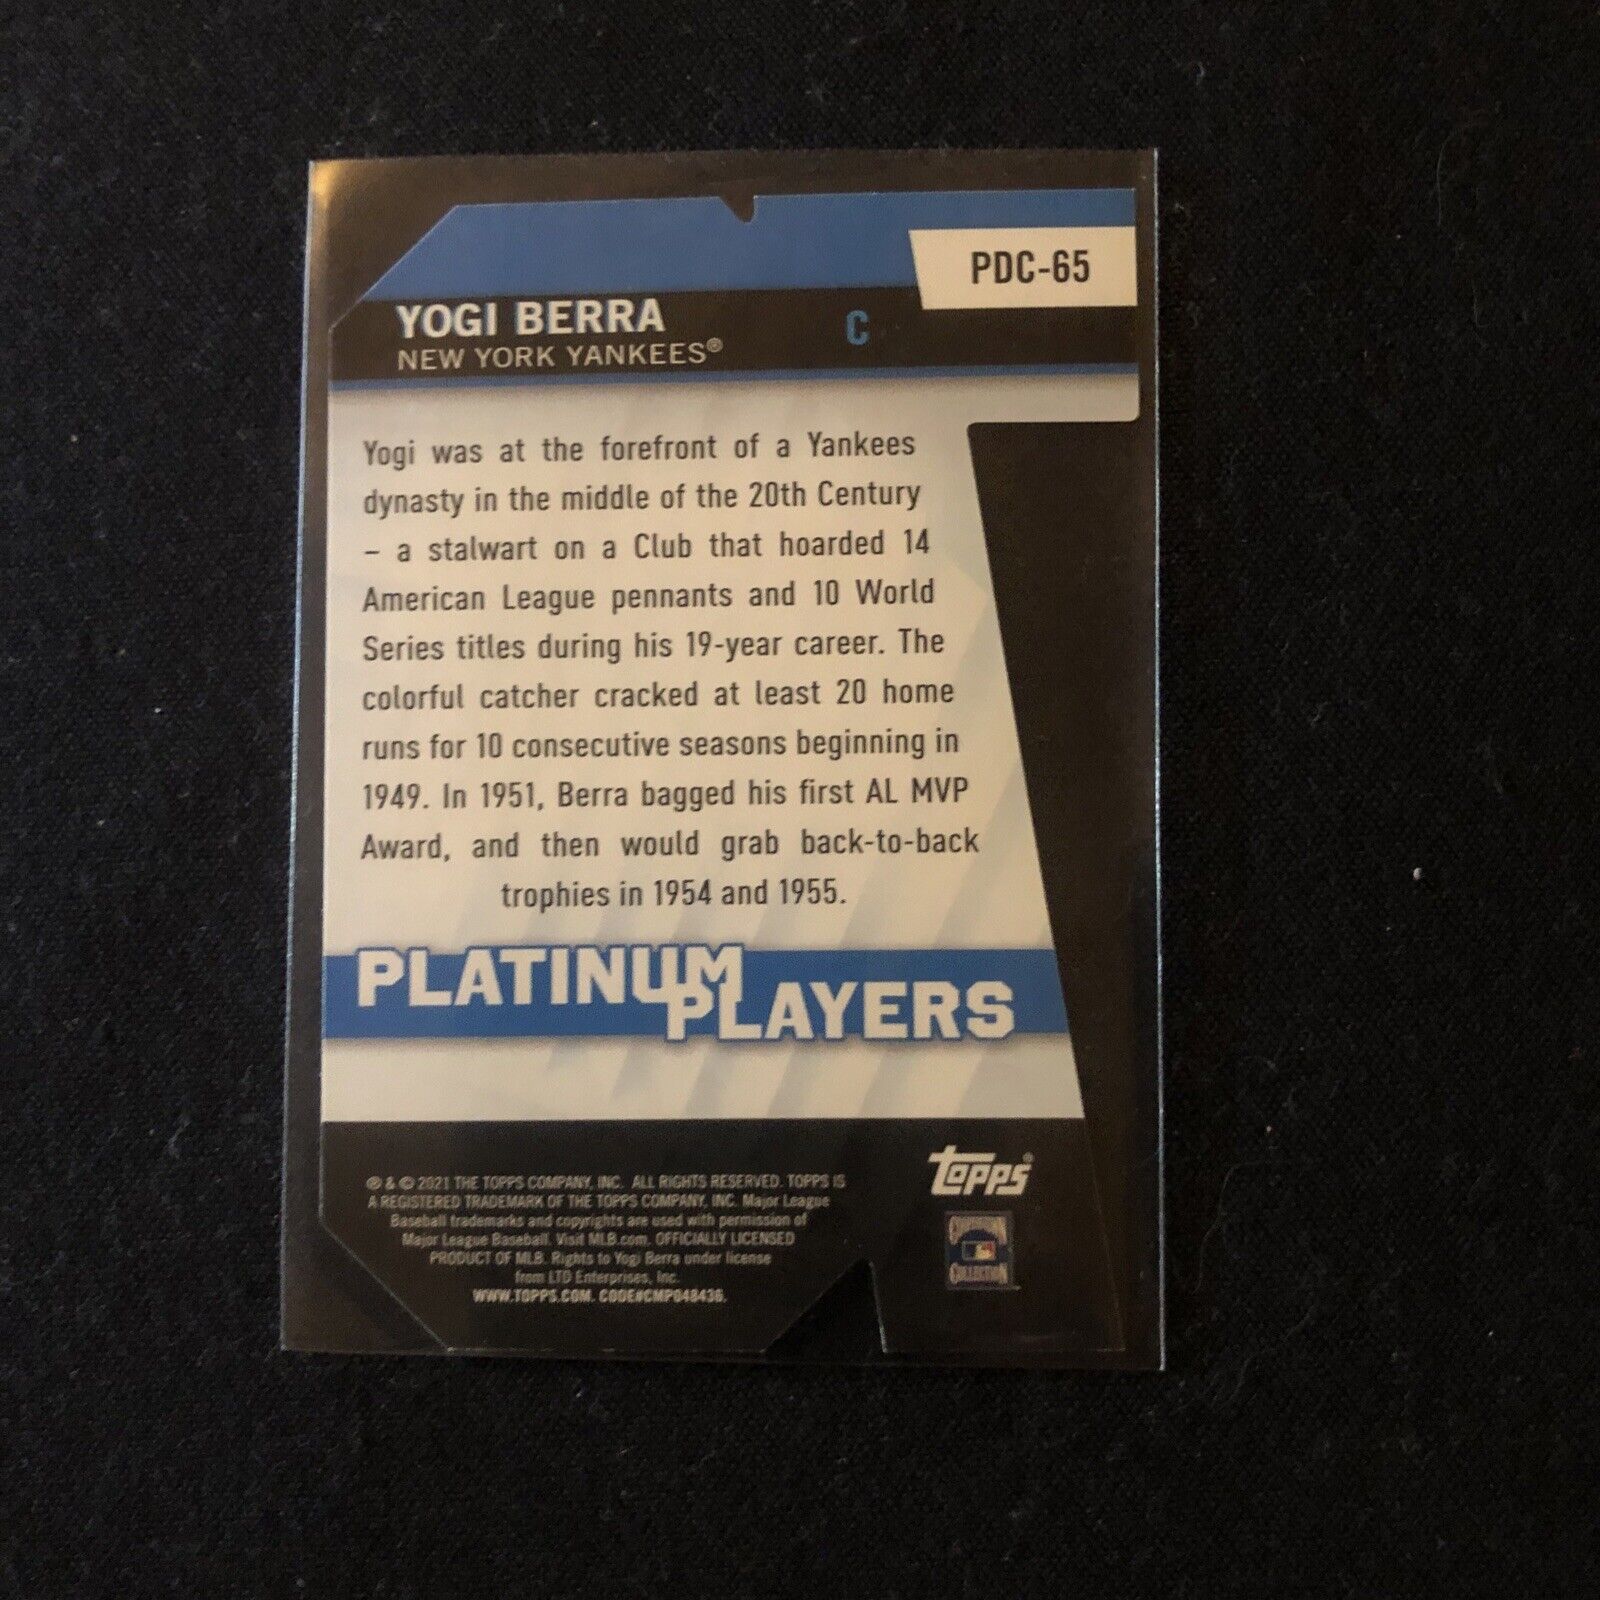 PDC-65
YOGI BERRA
C
NEW YORK YANKEES®
Yogi was at the forefront of a Yankees
dynasty in the middle of the 20th Century
– a stalwart on a Club that hoarded 14
American League pennants and 10 World
Series titles during his 19-year career. The
colorful catcher cracked at least 20 home
runs for 10 consecutive seasons beginning in
1949. In 1951, Berra bagged his first AL MVP
Award, and then would grab back-to-back
trophies in 1954 and 1955.
PLATINUM
PLAYERS
® & © 2021 THE TOPPS COMPANY, INC. ALL RIGHTS RESERVED. TOPPS IS
A REGISTERED TRADEMARK OF THE TOPPS COMPANY, INC. Major League
Baseball trademarks and copyrights are used with permission of
Major League Baseball. Visit MLB.com. OFFICIALLY LICENSED
PRODUCT OF MLB. Rights to Yogi Berra under license
from LTD Enterprises, Inc.
WWW.TOPPS.COM. CODE#CMP048436.
topps®
COOPERSTOWN
COLLECTION